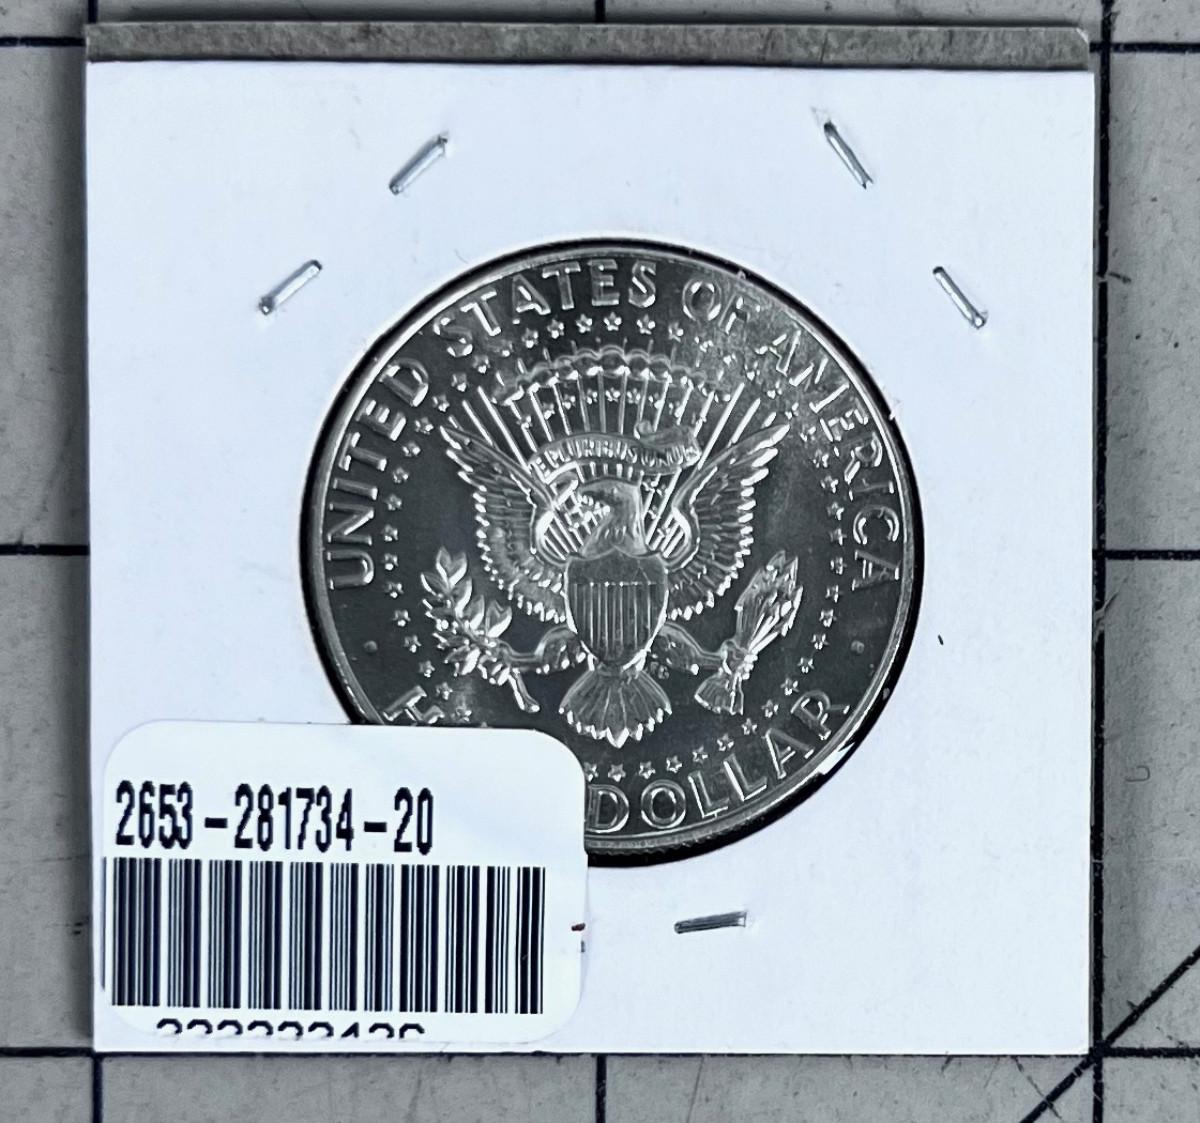 UNITED STATES OF AMERICA
E PLURIBUS UNUM
H
DOLLAR
2653-281734-20